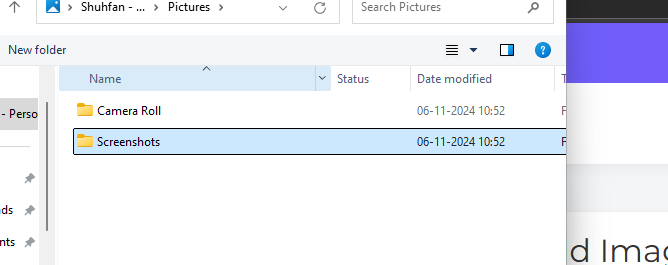 Shuhfan - ... > Pictures >
Search Pictures
New folder
?
Name Status Date modified
Camera Roll 06-11-2024 10:52
- Perso
Screenshots 06-11-2024 10:52
ds
nts
d Imag